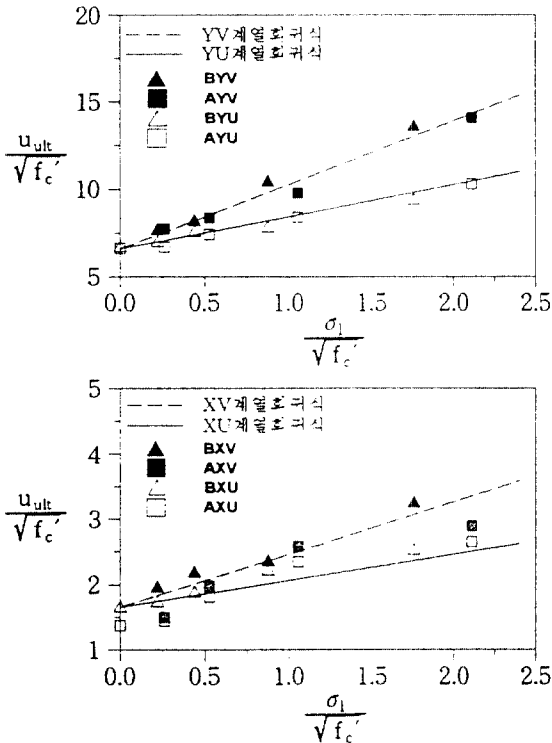 20
YV계열회귀식
YU계열회귀식
BYV
AYV
BYU
AYU
15
u_ult / √f_c′
10
5
0.0 0.5 1.0 1.5 2.0 2.5
σ_l / √f_c′
5
XV계열회귀식
XU계열회귀식
BXV
AXV
BXU
AXU
4
u_ult / √f_c′
3
2
1
0.0 0.5 1.0 1.5 2.0 2.5
σ_l / √f_c′